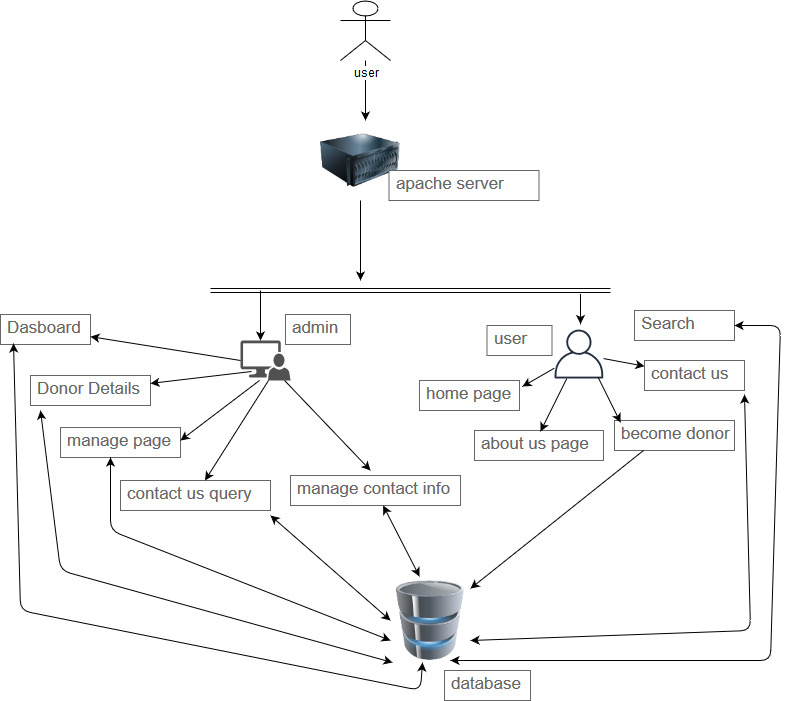 user
apache server
admin
user
Search
Dasboard
contact us
Donor Details
home page
manage page
about us page
become donor
contact us query
manage contact info
database